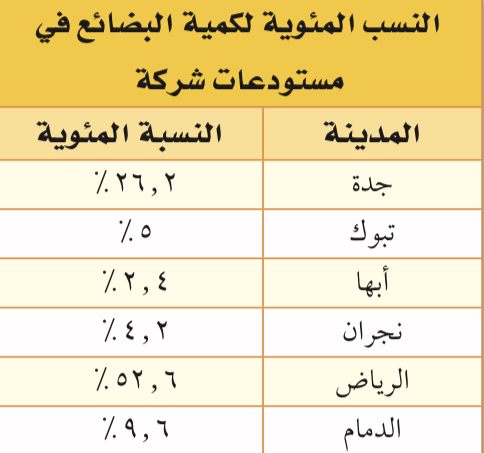 النسب المئوية لكمية البضائع في
مستودعات شركة
المدينة النسبة المئوية
جدة ٢٦,٢٪
تبوك ٥٪
أبها ٢,٤٪
نجران ٤,٢٪
الرياض ٥٢,٦٪
الدمام ٩,٦٪